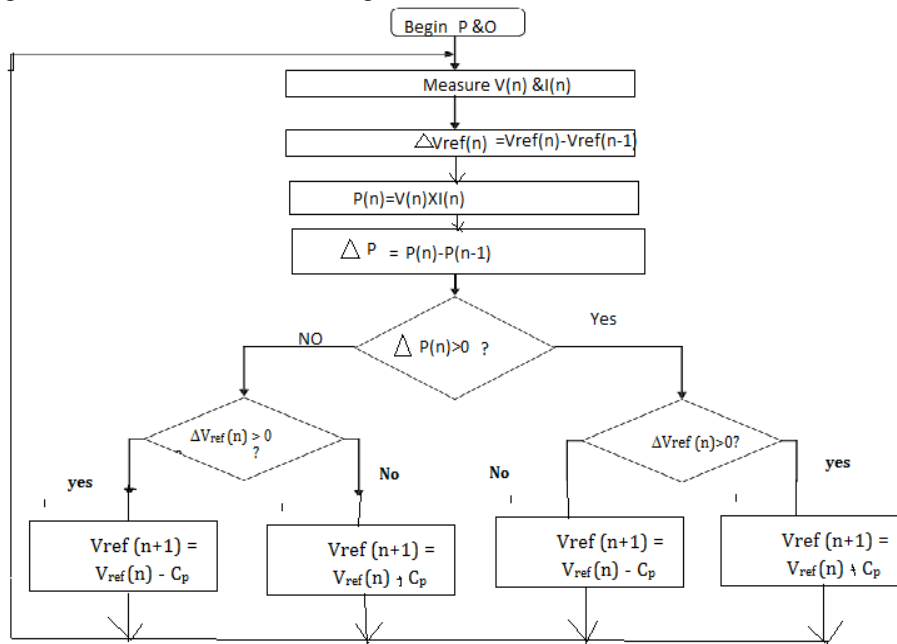 Begin P &O
Measure V(n) &I(n)
△Vref(n) =Vref(n)-Vref(n-1)
P(n)=V(n)XI(n)
△ P = P(n)-P(n-1)
△ P(n)>0 ?
NO
Yes
ΔVref (n) > 0
?
ΔVref (n)>0?
yes
No
No
yes
Vref (n+1) =
Vref (n) - Cp
Vref (n+1) =
Vref (n) Cp
Vref (n+1) =
Vref (n) - Cp
Vref (n+1) =
Vref (n) Cp